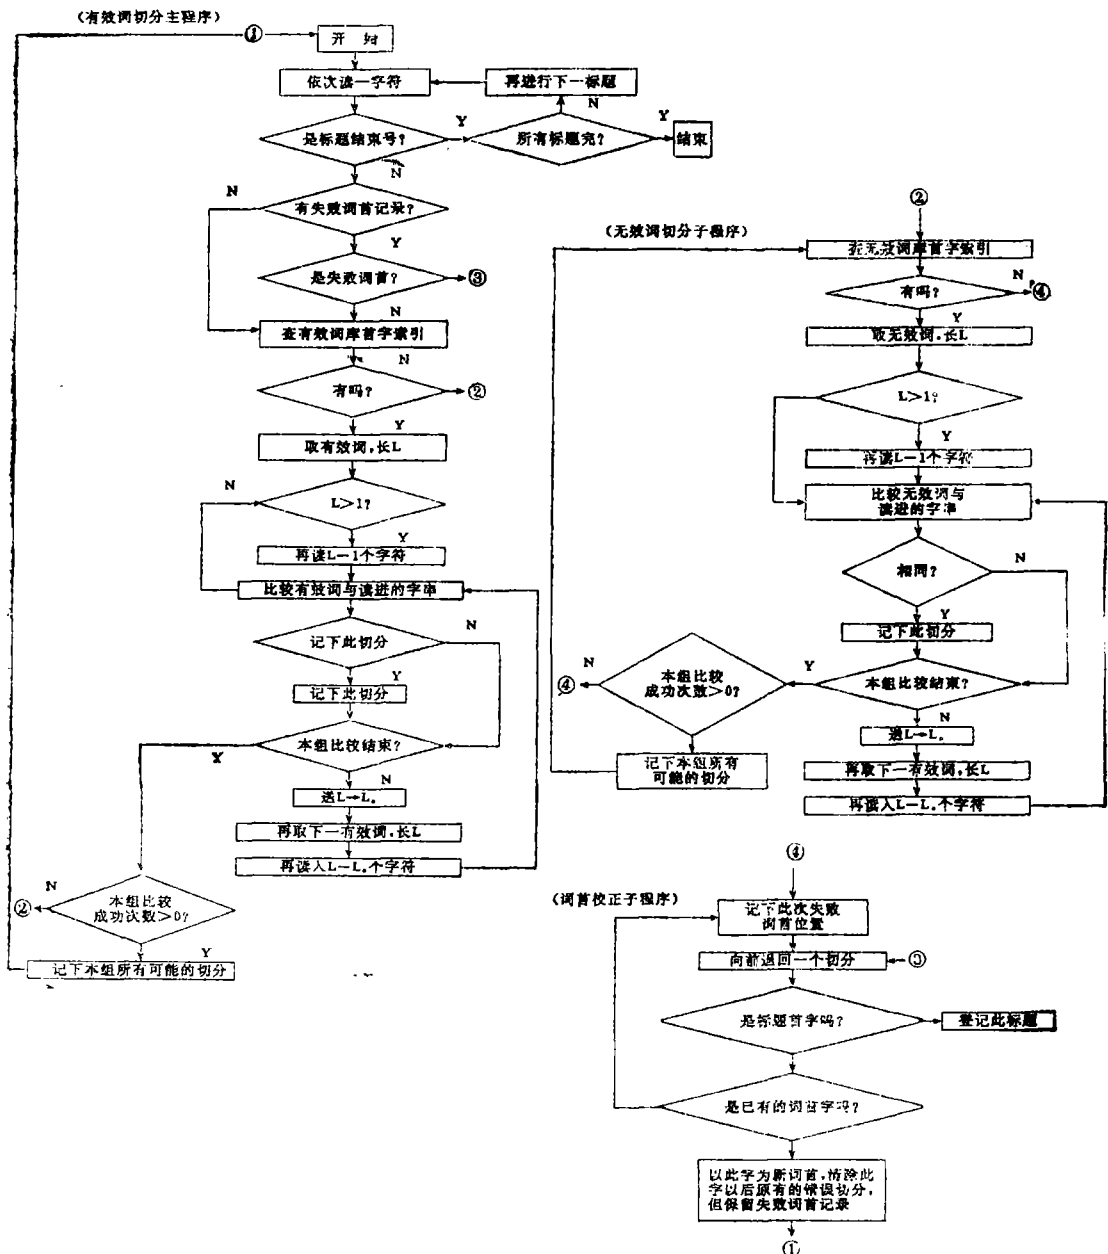 （有效词切分主程序）
①
开 始
依次读一字符
再进行下一标题
N
是标题结束号？
Y
所有标题完？
Y
结束
N
有失败词首记录？
N
Y
是失败词首？
③
N
查有效词库首字索引
N
有吗？
②
Y
取有效词，长L
N
L＞1？
Y
再读L－1个字符
比较有效词与读进的字串
N
记下此切分
Y
记下此切分
本组比较结束？
Y
N
送L→L。
再取下一有效词，长L
再读入L－L。个字符
N
②
本组比较
成功次数＞0？
Y
记下本组所有可能的切分
②
（无效词切分子程序）
查无效词库首字索引
N
有吗？
④
Y
取无效词，长L
L＞1？
Y
再读L－1个字符
比较无效词与
读进的字串
N
相同？
Y
记下此切分
N
④
本组比较
成功次数＞0？
Y
本组比较结束？
N
送L→L。
记下本组所有
可能的切分
再取下一有效词，长L
再读入L－L。个字符
④
（词首校正子程序）
记下此次失败
词首位置
向前退回一个切分
③
是标题首字吗？
登记此标题
是已有的词首字吗？
以此字为新词首，清除此
字以后原有的错误切分，
但保留失败词首记录
①